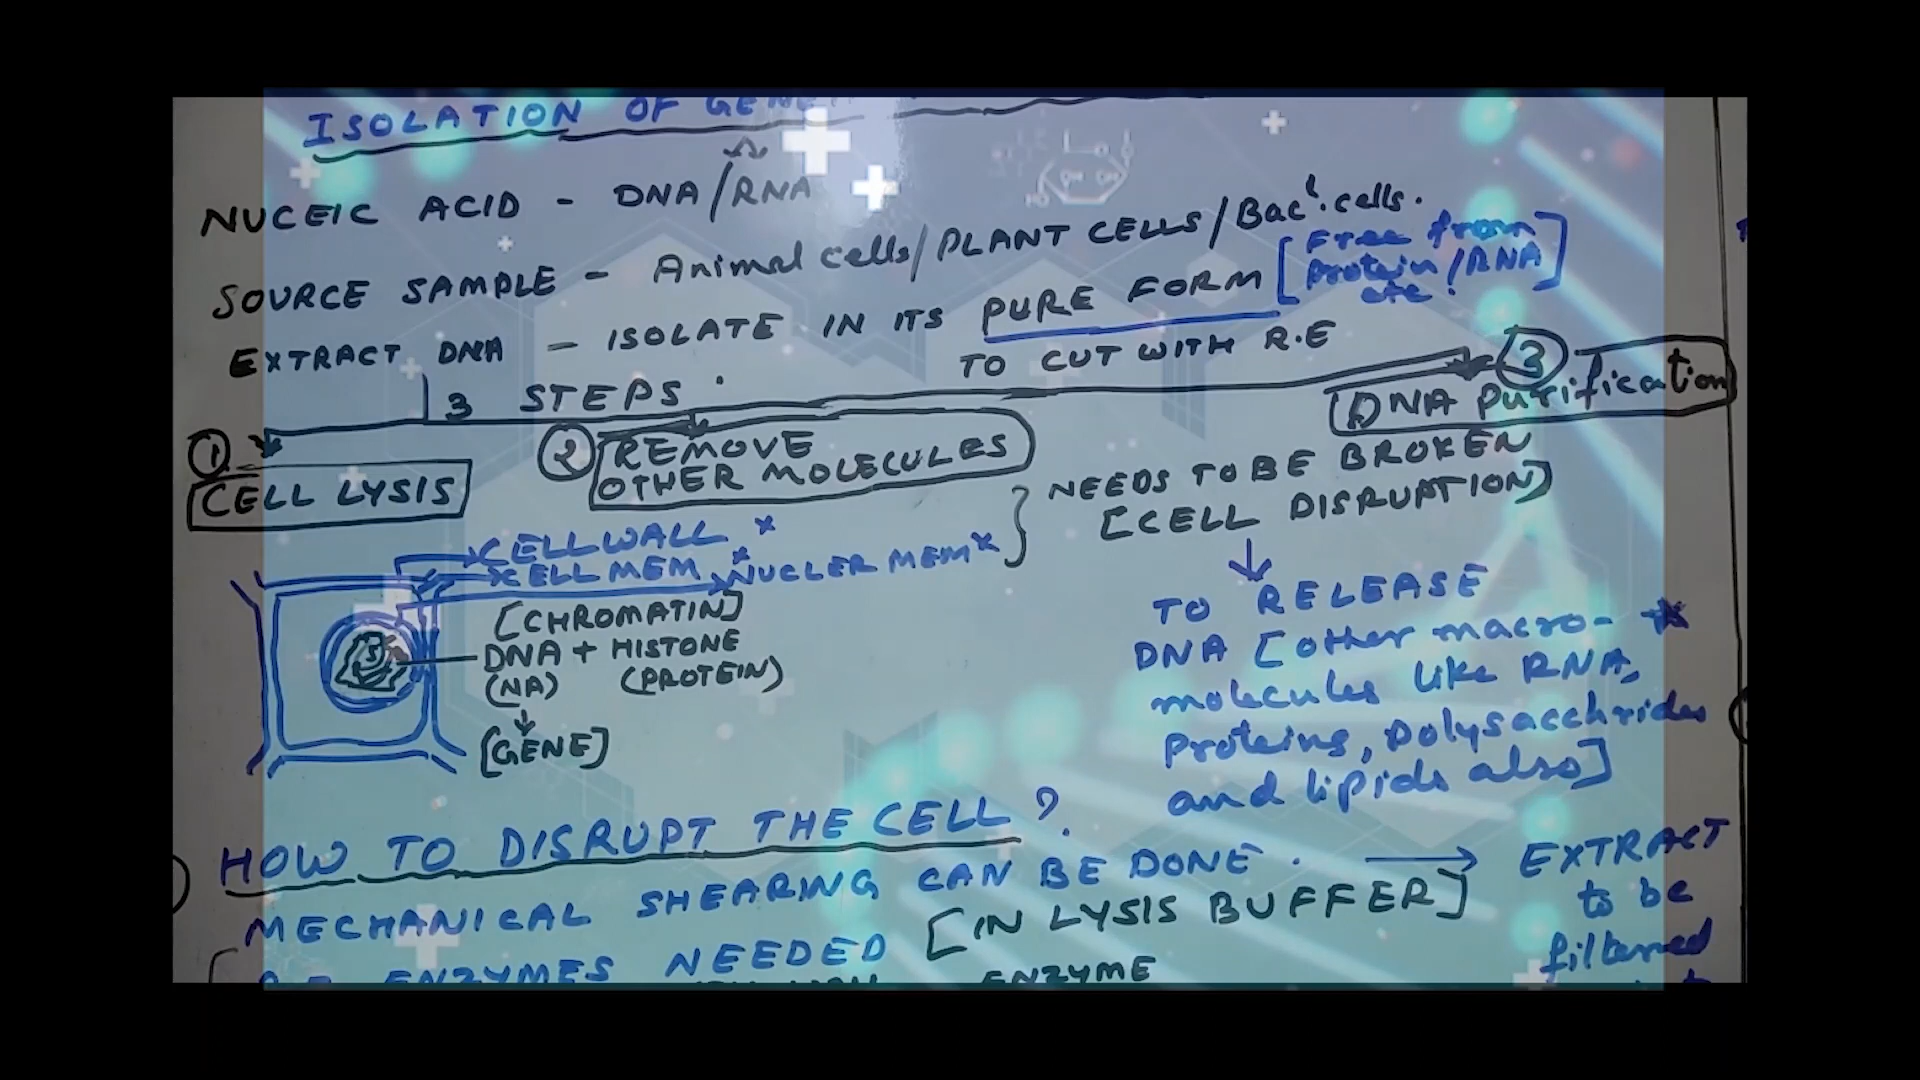 ISOLATION OF GENE
NUCEIC ACID - DNA/RNA
SOURCE SAMPLE - Animal cells/PLANT CELLS/Bacl. cells.
EXTRACT DNA - ISOLATE IN ITS PURE FORM [Free from
protein/RNA
etc.]
TO CUT WITH R.E
3 STEPS
① CELL LYSIS
② REMOVE
OTHER MOLECULES
③ DNA Purification
CELLWALL x
CELL MEM x
NUCLER MEM x
} NEEDS TO BE BROKEN
[CELL DISRUPTION]
↓
TO RELEASE
DNA [other macro-
molecules like RNA,
proteins, polysacchrides
and lipids also]
[CHROMATIN]
DNA + HISTONE
(NA) (PROTEIN)
↓
[GENE]
HOW TO DISRUPT THE CELL?
MECHANICAL SHEARING CAN BE DONE. → EXTRACT
to be
filtered
ENZYMES NEEDED [IN LYSIS BUFFER]
ENZYME